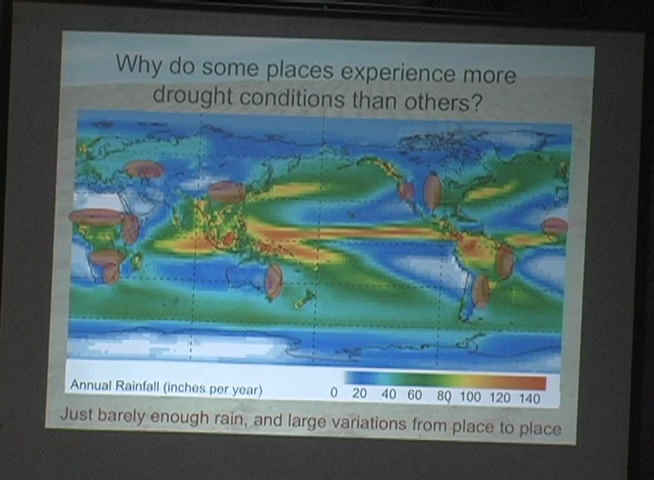 Why do some places experience more
drought conditions than others?
Annual Rainfall (inches per year)
0 20 40 60 80 100 120 140
Just barely enough rain, and large variations from place to place